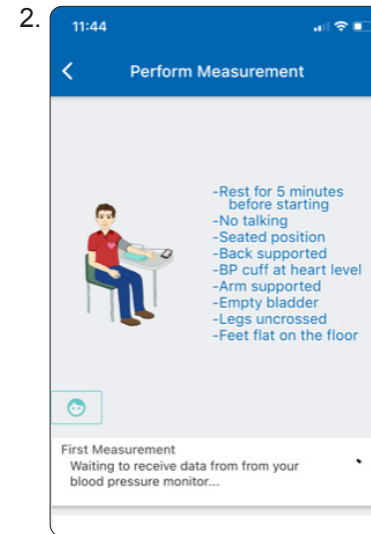 2.
11:44
Perform Measurement
-Rest for 5 minutes
before starting
-No talking
-Seated position
-Back supported
-BP cuff at heart level
-Arm supported
-Empty bladder
-Legs uncrossed
-Feet flat on the floor
First Measurement
Waiting to receive data from from your
blood pressure monitor...